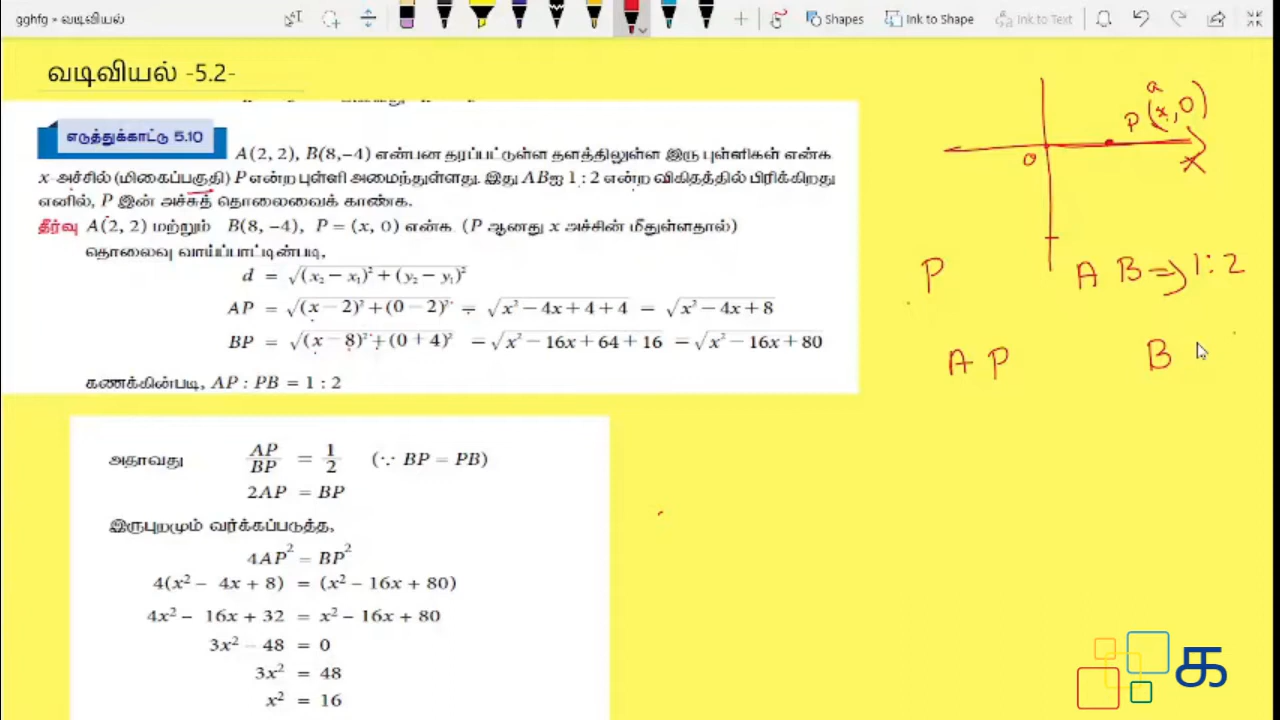 gghfg - வடிவியல்
Shapes Ink to Shape Ink to Text
வடிவியல் -5.2-
எடுத்துக்காட்டு 5.10
A(2, 2), B(8,−4) என்பன தரப்பட்டுள்ள தளத்திலுள்ள இரு புள்ளிகள் என்க
x-அச்சில் (மிகைப்பகுதி) P என்ற புள்ளி அமைந்துள்ளது. இது ABஐ 1 : 2 என்ற விகிதத்தில் பிரிக்கிறது
எனில், P இன் அச்சுத் தொலைவைக் காண்க.
தீர்வு A(2, 2) மற்றும் B(8, −4), P = (x, 0) என்க. (P ஆனது x அச்சின் மீதுள்ளதால்)
தொலைவு வாய்ப்பாட்டின்படி,
d = √(x₂ − x₁)² + (y₂ − y₁)²
AP = √(x − 2)² + (0 − 2)² = √x² − 4x + 4 + 4 = √x² − 4x + 8
BP = √(x − 8)² + (0 + 4)² = √x² − 16x + 64 + 16 = √x² − 16x + 80
கணக்கின்படி, AP : PB = 1 : 2
அதாவது AP/BP = 1/2 (∵ BP = PB)
2AP = BP
இருபுறமும் வர்க்கப்படுத்த,
4AP² = BP²
4(x² − 4x + 8) = (x² − 16x + 80)
4x² − 16x + 32 = x² − 16x + 80
3x² − 48 = 0
3x² = 48
x² = 16
a
P (x, 0)
O X
P A B ⇒ 1:2
A P B
க